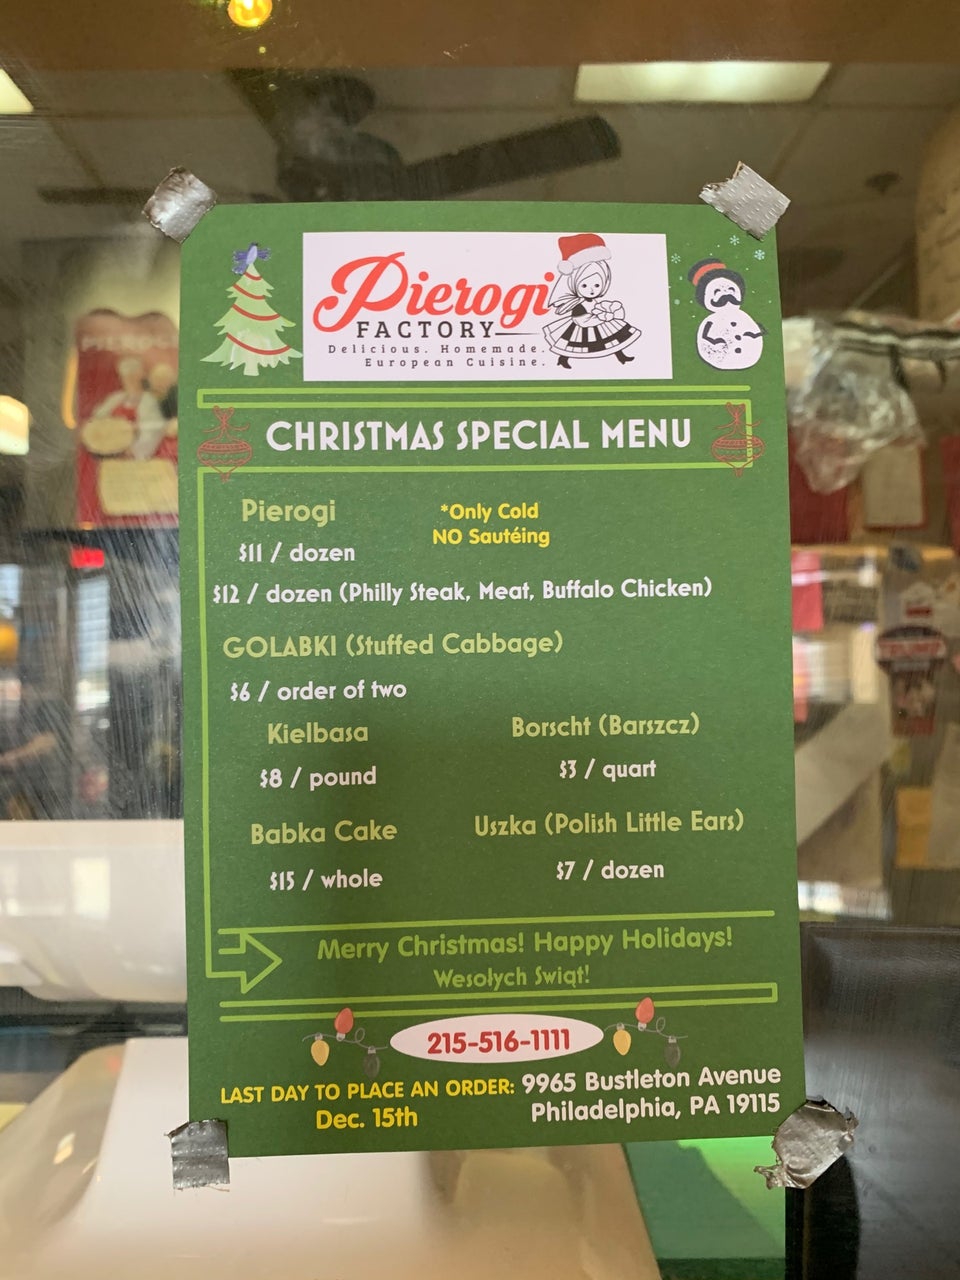 Pierogi
FACTORY
Delicious. Homemade.
European Cuisine.
CHRISTMAS SPECIAL MENU
Pierogi
*Only Cold
NO Sautéing
$11 / dozen
$12 / dozen (Philly Steak, Meat, Buffalo Chicken)
GOLABKI (Stuffed Cabbage)
$6 / order of two
Kielbasa
$8 / pound
Borscht (Barszcz)
$3 / quart
Babka Cake
$15 / whole
Uszka (Polish Little Ears)
$7 / dozen
Merry Christmas! Happy Holidays!
Wesołych Swiąt!
215-516-1111
LAST DAY TO PLACE AN ORDER:
Dec. 15th
9965 Bustleton Avenue
Philadelphia, PA 19115
TRUMP